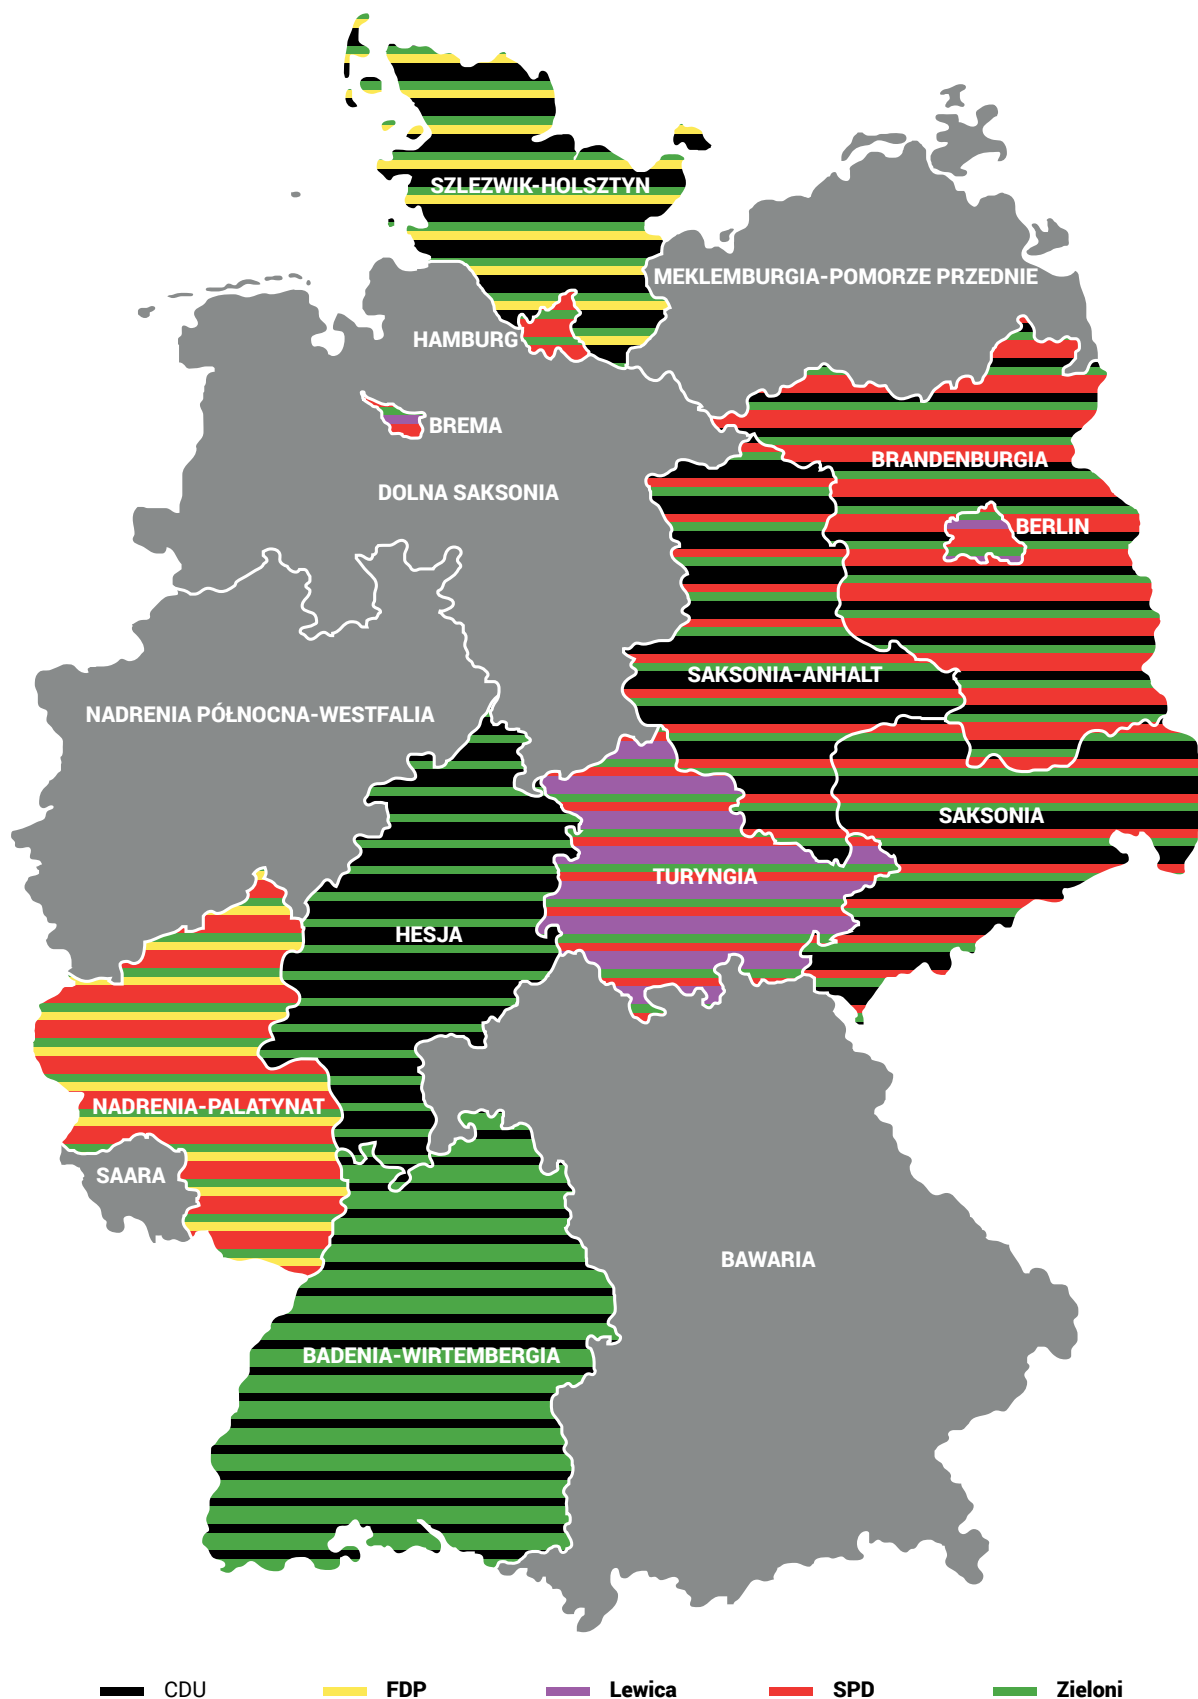 SZLEZWIK-HOLSZTYN
MEKLEMBURGIA-POMORZE PRZEDNIE
HAMBURG
BREMA
BRANDENBURGIA
DOLNA SAKSONIA
BERLIN
SAKSONIA-ANHALT
NADRENIA PÓŁNOCNA-WESTFALIA
SAKSONIA
TURYNGIA
HESJA
NADRENIA-PALATYNAT
SAARA
BAWARIA
BADENIA-WIRTEMBERGIA
CDU FDP Lewica SPD Zieloni